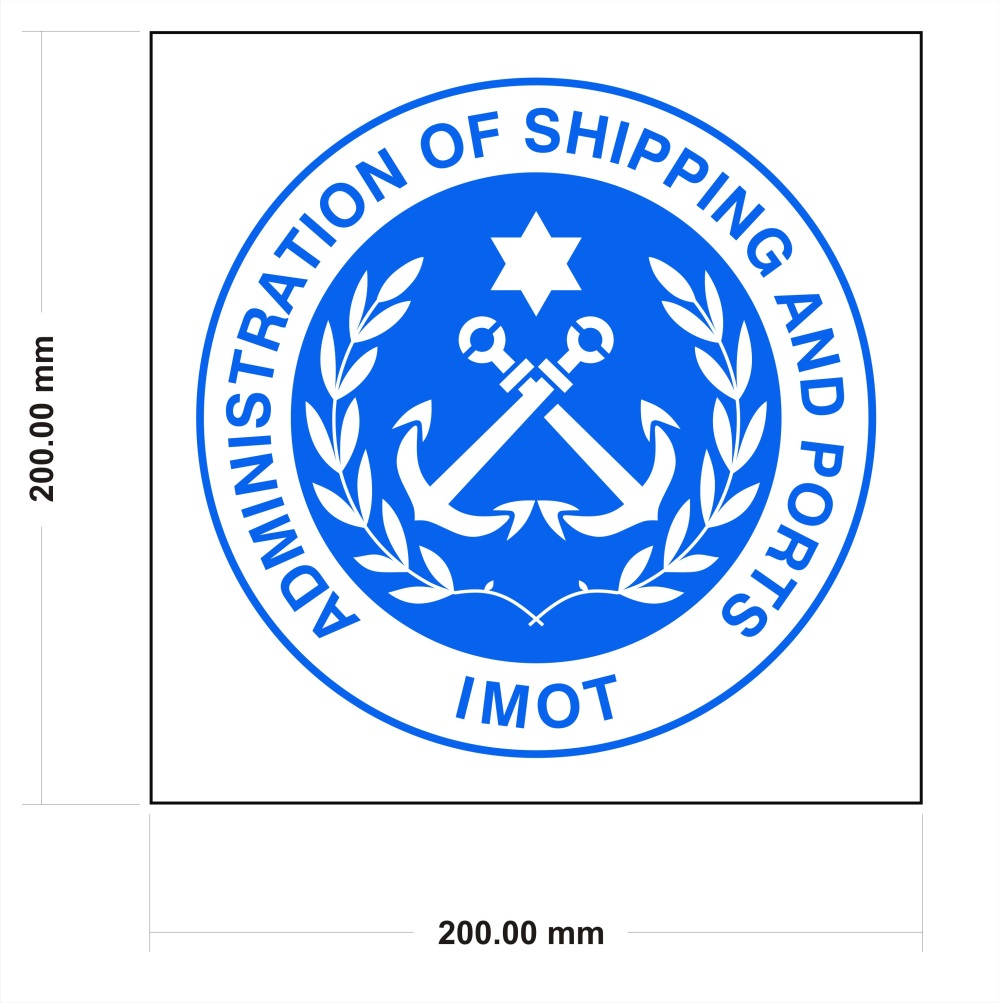 ADMINISTRATION OF SHIPPING AND PORTS
IMOT
200.00 mm
200.00 mm